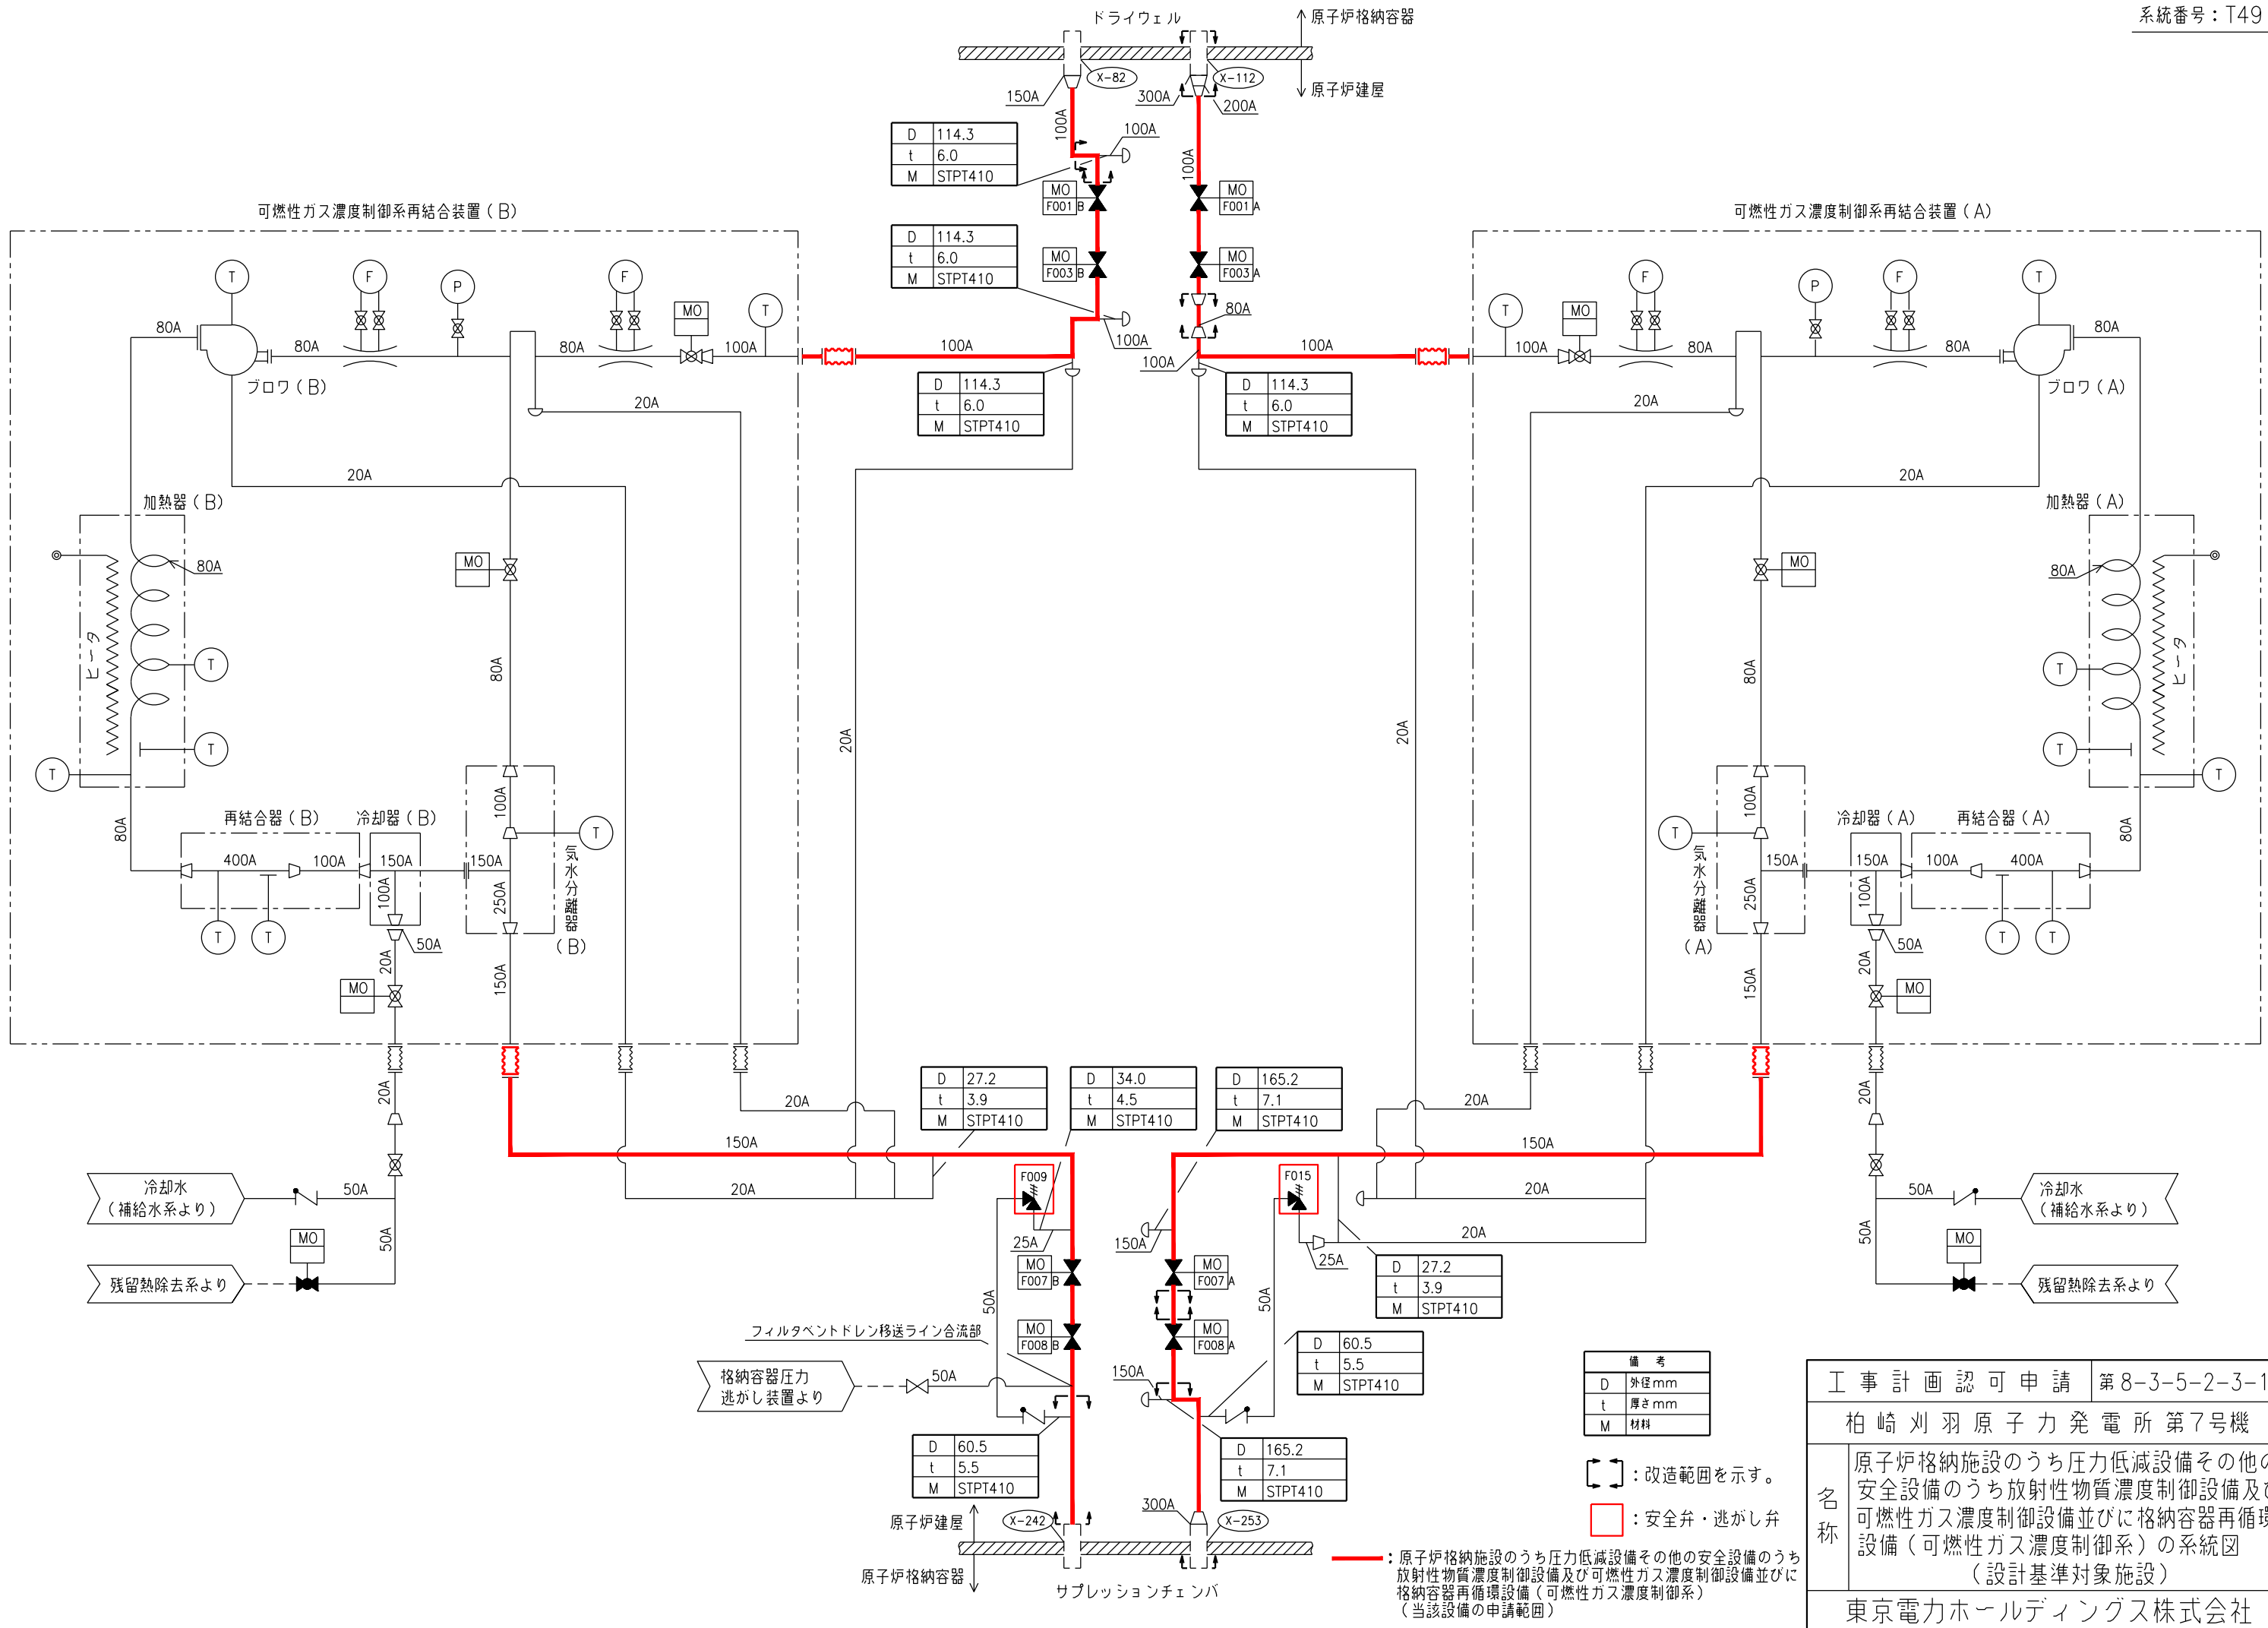 系統番号：T49
ドライウェル
原子炉格納容器
原子炉建屋
X-82
X-112
150A
300A
200A
100A
100A
100A
D 114.3
t 6.0
M STPT410
MO
F001 B
MO
F001 A
D 114.3
t 6.0
M STPT410
MO
F003 B
MO
F003 A
80A
100A
100A
100A
100A
D 114.3
t 6.0
M STPT410
D 114.3
t 6.0
M STPT410
可燃性ガス濃度制御系再結合装置（B）
T
F
P
F
MO
T
80A
80A
80A
100A
ブロワ（B）
20A
20A
加熱器（B）
80A
ヒータ
T
T
T
MO
80A
80A
再結合器（B）
冷却器（B）
400A
100A
150A
150A
100A
100A
250A
T
気水分離器
（B）
T
T
50A
20A
150A
MO
可燃性ガス濃度制御系再結合装置（A）
T
MO
F
P
F
T
100A
80A
80A
80A
ブロワ（A）
20A
20A
加熱器（A）
80A
ヒータ
T
T
T
MO
80A
80A
冷却器（A）
再結合器（A）
T
100A
150A
150A
100A
400A
100A
250A
気水分離器
（A）
T
T
50A
20A
150A
MO
20A
20A
20A
20A
20A
20A
D 27.2
t 3.9
M STPT410
D 34.0
t 4.5
M STPT410
D 165.2
t 7.1
M STPT410
150A
150A
冷却水
（補給水系より）
50A
MO
50A
残留熱除去系より
20A
F009
25A
F015
25A
20A
20A
150A
冷却水
（補給水系より）
50A
MO
50A
残留熱除去系より
MO
F007 B
MO
F007 A
D 27.2
t 3.9
M STPT410
50A
50A
フィルタベントドレン移送ライン合流部
MO
F008 B
MO
F008 A
D 60.5
t 5.5
M STPT410
格納容器圧力
逃がし装置より
50A
150A
D 60.5
t 5.5
M STPT410
D 165.2
t 7.1
M STPT410
300A
X-242
X-253
原子炉建屋
原子炉格納容器
サプレッションチェンバ
備 考
D 外径mm
t 厚さmm
M 材料
：改造範囲を示す。
：安全弁・逃がし弁
：原子炉格納施設のうち圧力低減設備その他の安全設備のうち
放射性物質濃度制御設備及び可燃性ガス濃度制御設備並びに
格納容器再循環設備（可燃性ガス濃度制御系）
（当該設備の申請範囲）
工事計画認可申請 第8-3-5-2-3-1
柏崎刈羽原子力発電所第7号機
名称
原子炉格納施設のうち圧力低減設備その他の
安全設備のうち放射性物質濃度制御設備及び
可燃性ガス濃度制御設備並びに格納容器再循環
設備（可燃性ガス濃度制御系）の系統図
（設計基準対象施設）
東京電力ホールディングス株式会社